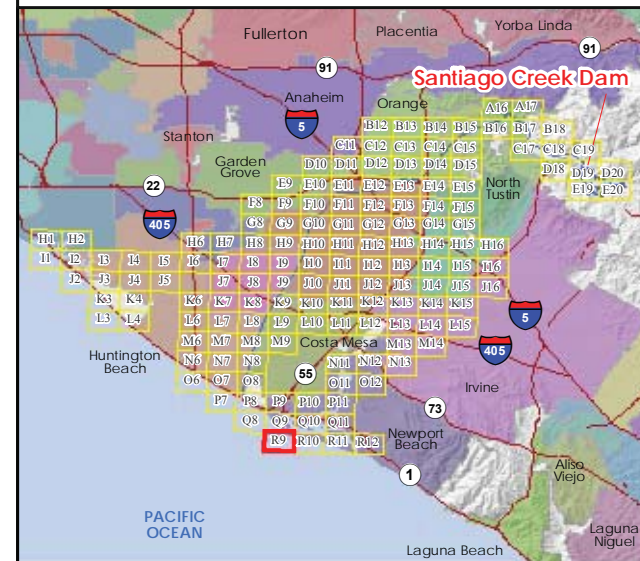 Fullerton
Placentia
Yorba Linda
91
91
Santiago Creek Dam
Anaheim
5
Orange
A16 A17
B12 B13 B14 B15 B16 B17 B18
Stanton
C11 C12 C13 C14 C15 C17 C18 C19
Garden
Grove
D10 D11 D12 D13 D14 D15 D18 D19 D20
22
E9 E10 E11 E12 E13 E14 E15 E19 E20
North
Tustin
F8 F9 F10 F11 F12 F13 F14 F15
405
G8 G9 G10 G11 G12 G13 G14 G15
H1 H2 H6 H7 H8 H9 H10 H11 H12 H13 H14 H15 H16
I1 I2 I3 I4 I5 I6 I7 I8 I9 I10 I11 I12 I13 I14 I15 I16
J2 J3 J4 J5 J7 J8 J9 J10 J11 J12 J13 J14 J15 J16
K3 K4 K6 K7 K8 K9 K10 K11 K12 K13 K14 K15
5
L3 L4 L6 L7 L8 L9 L10 L11 L12 L13 L14 L15
Huntington
Beach
M6 M7 M8 M9 Costa Mesa M13 M14
405
N6 N7 N8 N11 N12 N13
55
O6 O7 O8 O11 O12
Irvine
P7 P8 P9 P10 P11
73
Q8 Q9 Q10 Q11
R9 R10 R11 R12
Newport
Beach
1
Aliso
Viejo
PACIFIC
OCEAN
Laguna
Niguel
Laguna Beach